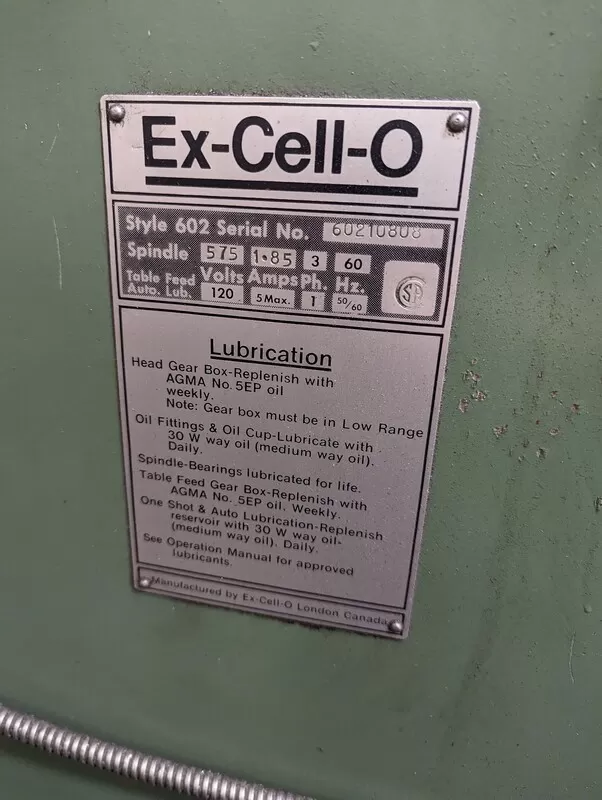 Ex-Cell-O
Style 602 Serial No. 60210808
Spindle 575 1.85 3 60
Volts Amps Ph. Hz.
Table Feed
Auto. Lub. 120 5 Max. 1 50/60
Lubrication
Head Gear Box-Replenish with
AGMA No. 5EP oil
weekly.
Note: Gear box must be in Low Range
Oil Fittings & Oil Cup-Lubricate with
30 W way oil (medium way oil).
Daily.
Spindle-Bearings lubricated for life.
Table Feed Gear Box-Replenish with
AGMA No. 5EP oil. Weekly.
One Shot & Auto Lubrication-Replenish
reservoir with 30 W way oil-
(medium way oil). Daily.
See Operation Manual for approved
lubricants.
Manufactured by Ex-Cell-O London Canada